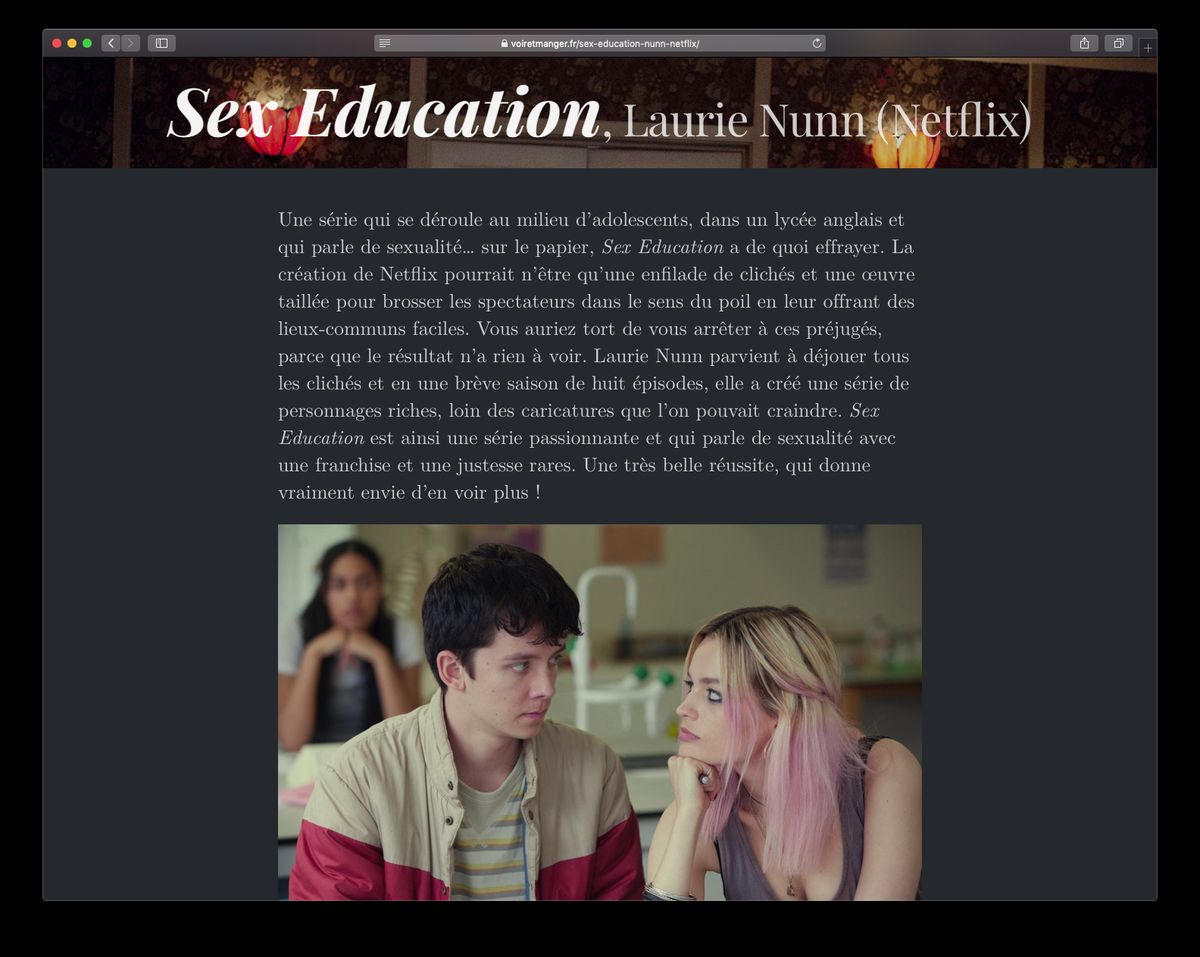 voiretmanger.fr/sex-education-nunn-netflix/
Sex Education, Laurie Nunn (Netflix)
Une série qui se déroule au milieu d’adolescents, dans un lycée anglais et
qui parle de sexualité… sur le papier, Sex Education a de quoi effrayer. La
création de Netflix pourrait n’être qu’une enfilade de clichés et une œuvre
taillée pour brosser les spectateurs dans le sens du poil en leur offrant des
lieux-communs faciles. Vous auriez tort de vous arrêter à ces préjugés,
parce que le résultat n’a rien à voir. Laurie Nunn parvient à déjouer tous
les clichés et en une brève saison de huit épisodes, elle a créé une série de
personnages riches, loin des caricatures que l’on pouvait craindre. Sex
Education est ainsi une série passionnante et qui parle de sexualité avec
une franchise et une justesse rares. Une très belle réussite, qui donne
vraiment envie d’en voir plus !